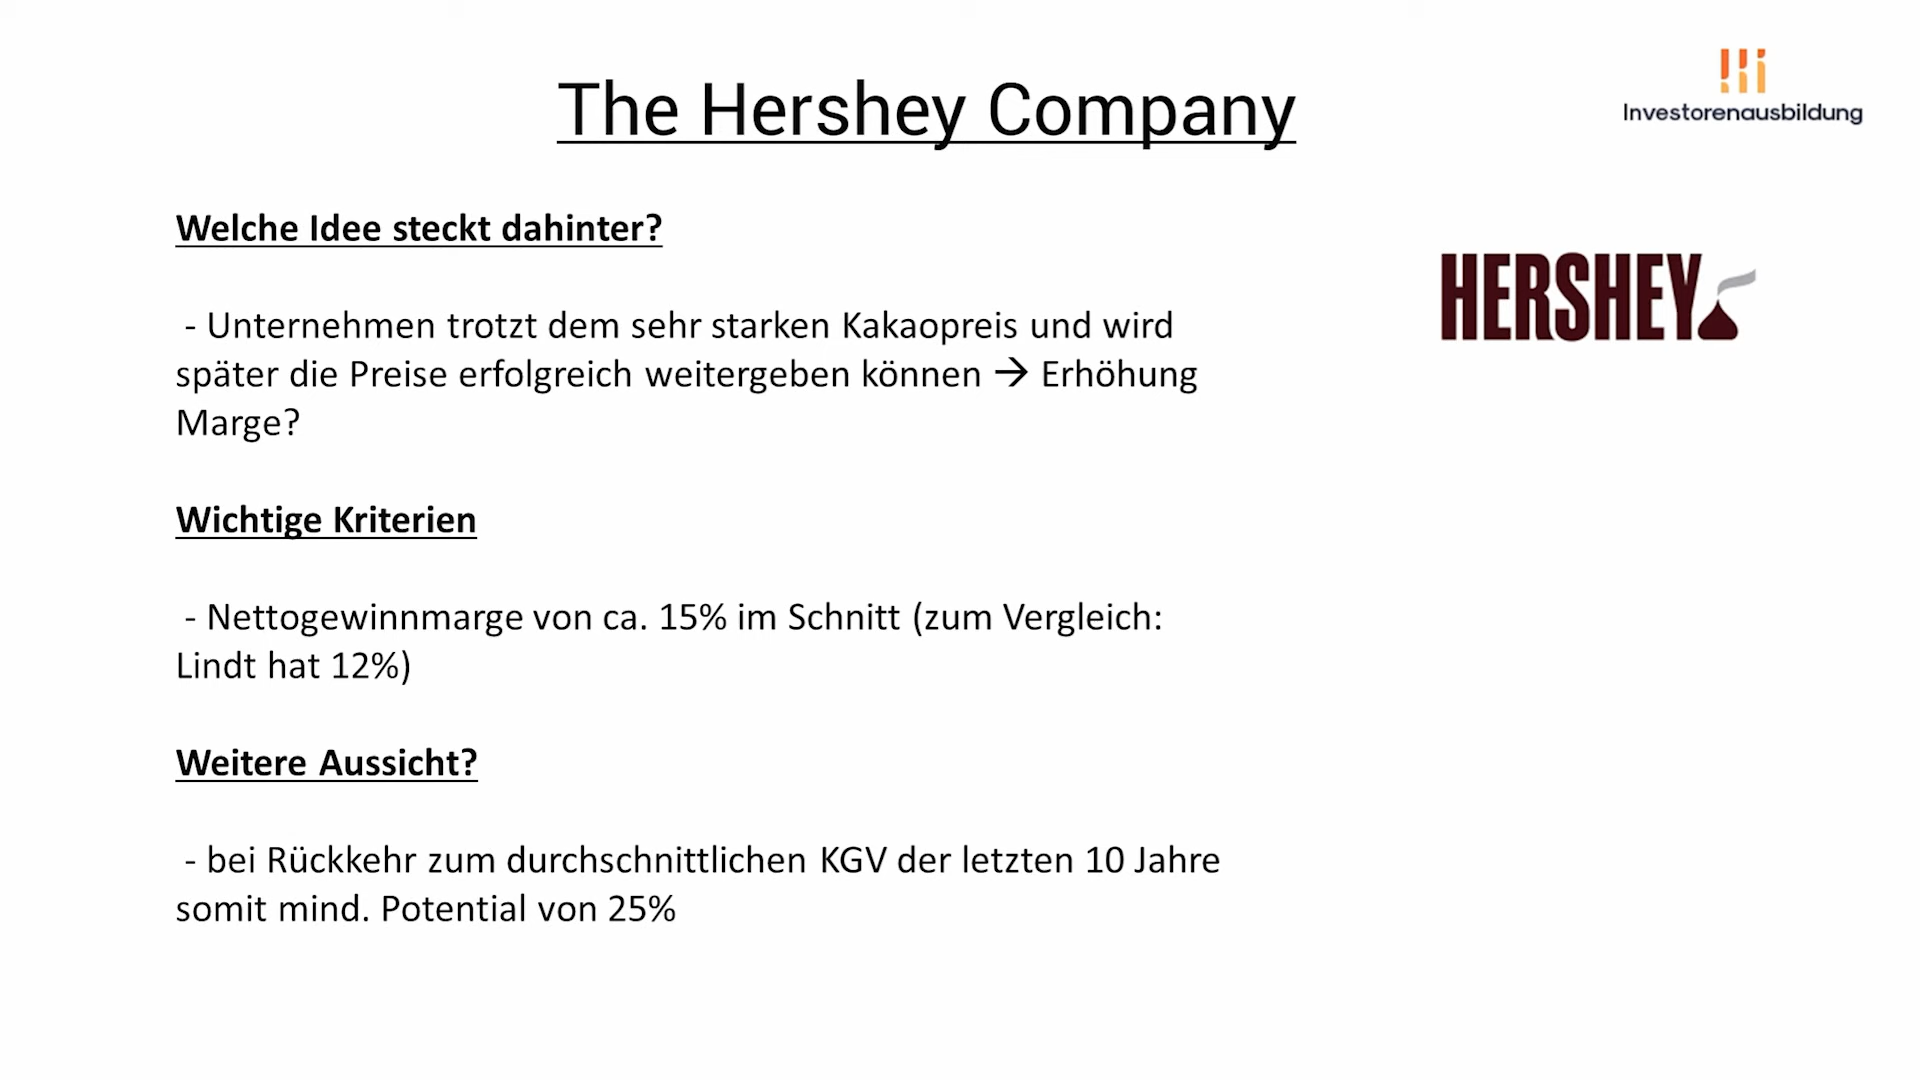 The Hershey Company
Investorenausbildung
Welche Idee steckt dahinter?
HERSHEY
- Unternehmen trotzt dem sehr starken Kakaopreis und wird
später die Preise erfolgreich weitergeben können → Erhöhung
Marge?
Wichtige Kriterien
- Nettogewinnmarge von ca. 15% im Schnitt (zum Vergleich:
Lindt hat 12%)
Weitere Aussicht?
- bei Rückkehr zum durchschnittlichen KGV der letzten 10 Jahre
somit mind. Potential von 25%